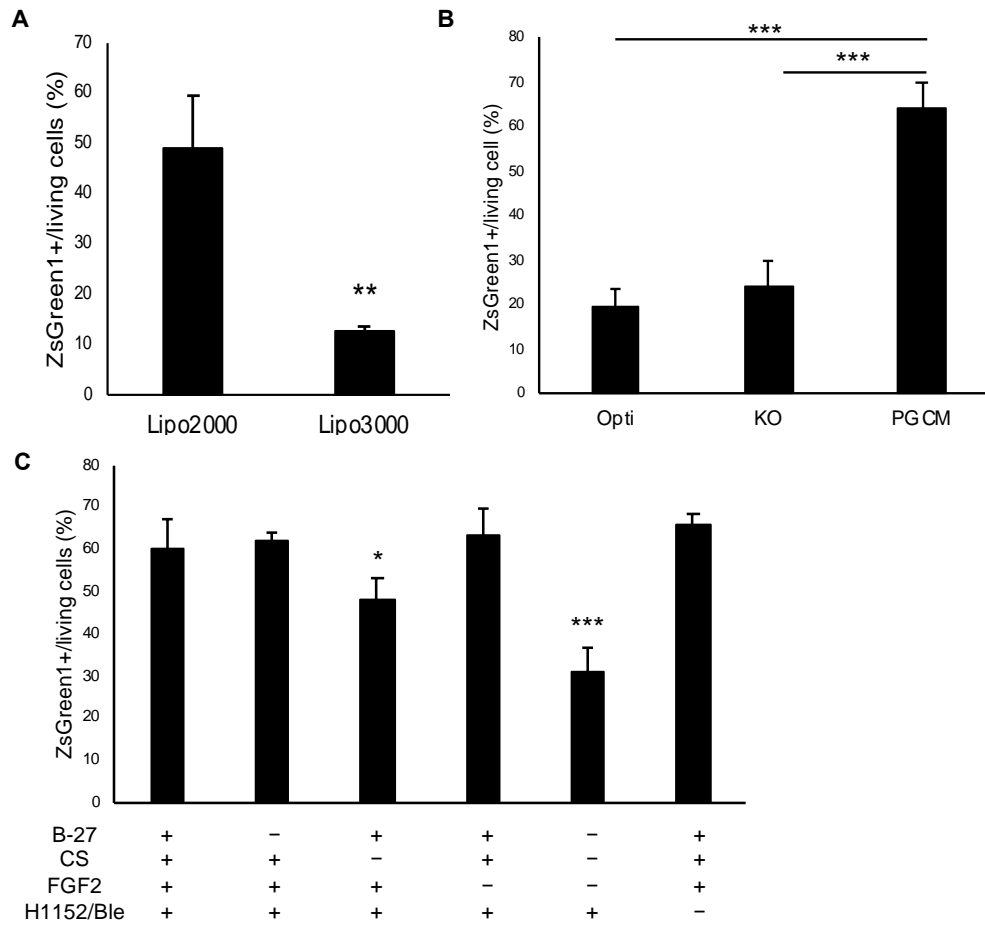 A
ZsGreen1+/living cells (%)
70
60
50
40
30
20
10
0
**
Lipo2000 Lipo3000
B
ZsGreen1+/living cell (%)
80
70
60
50
40
30
20
10
0
***
***
Opti KO PGCM
C
ZsGreen1+/living cells (%)
80
70
60
50
40
30
20
10
0
*
***
B-27 + − + + − +
CS + + − + − +
FGF2 + + + − − +
H1152/Ble + + + + + −